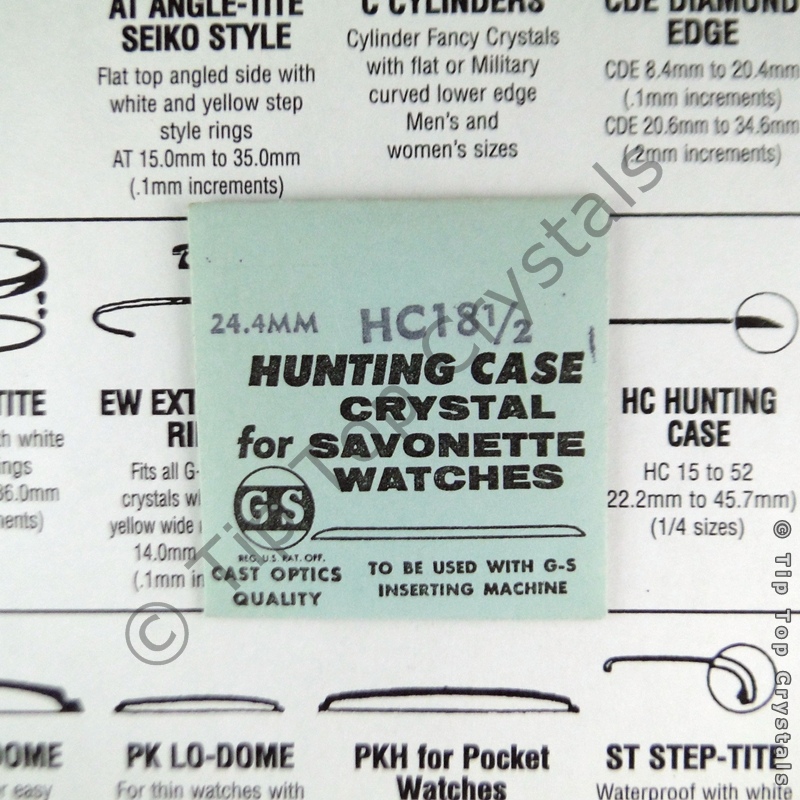 AT ANGLE-TITE
SEIKO STYLE
Flat top angled side with
white and yellow step
style rings
AT 15.0mm to 35.0mm
(.1mm increments)
C CYLINDERS
Cylinder Fancy Crystals
with flat or Military
curved lower edge
Men's and
women's sizes
CDE DIAMOND
EDGE
CDE 8.4mm to 20.4mm
(.1mm increments)
CDE 20.6mm to 34.6mm
(.2mm increments)
24.4MM HC18½
HUNTING CASE
CRYSTAL
for SAVONETTE
WATCHES
G-S
REG. U.S. PAT. OFF.
CAST OPTICS
QUALITY
TO BE USED WITH G-S
INSERTING MACHINE
EW
Fits all G-
crystals
yellow wide
14.0mm
(.1mm
white
HC HUNTING
CASE
HC 15 to 52
22.2mm to 45.7mm)
(1/4 sizes)
PK LO-DOME
For thin watches with
PKH for Pocket
Watches
ST STEP-TITE
Waterproof with white
easy
© Tip Top Crystals
© Tip Top Crystals